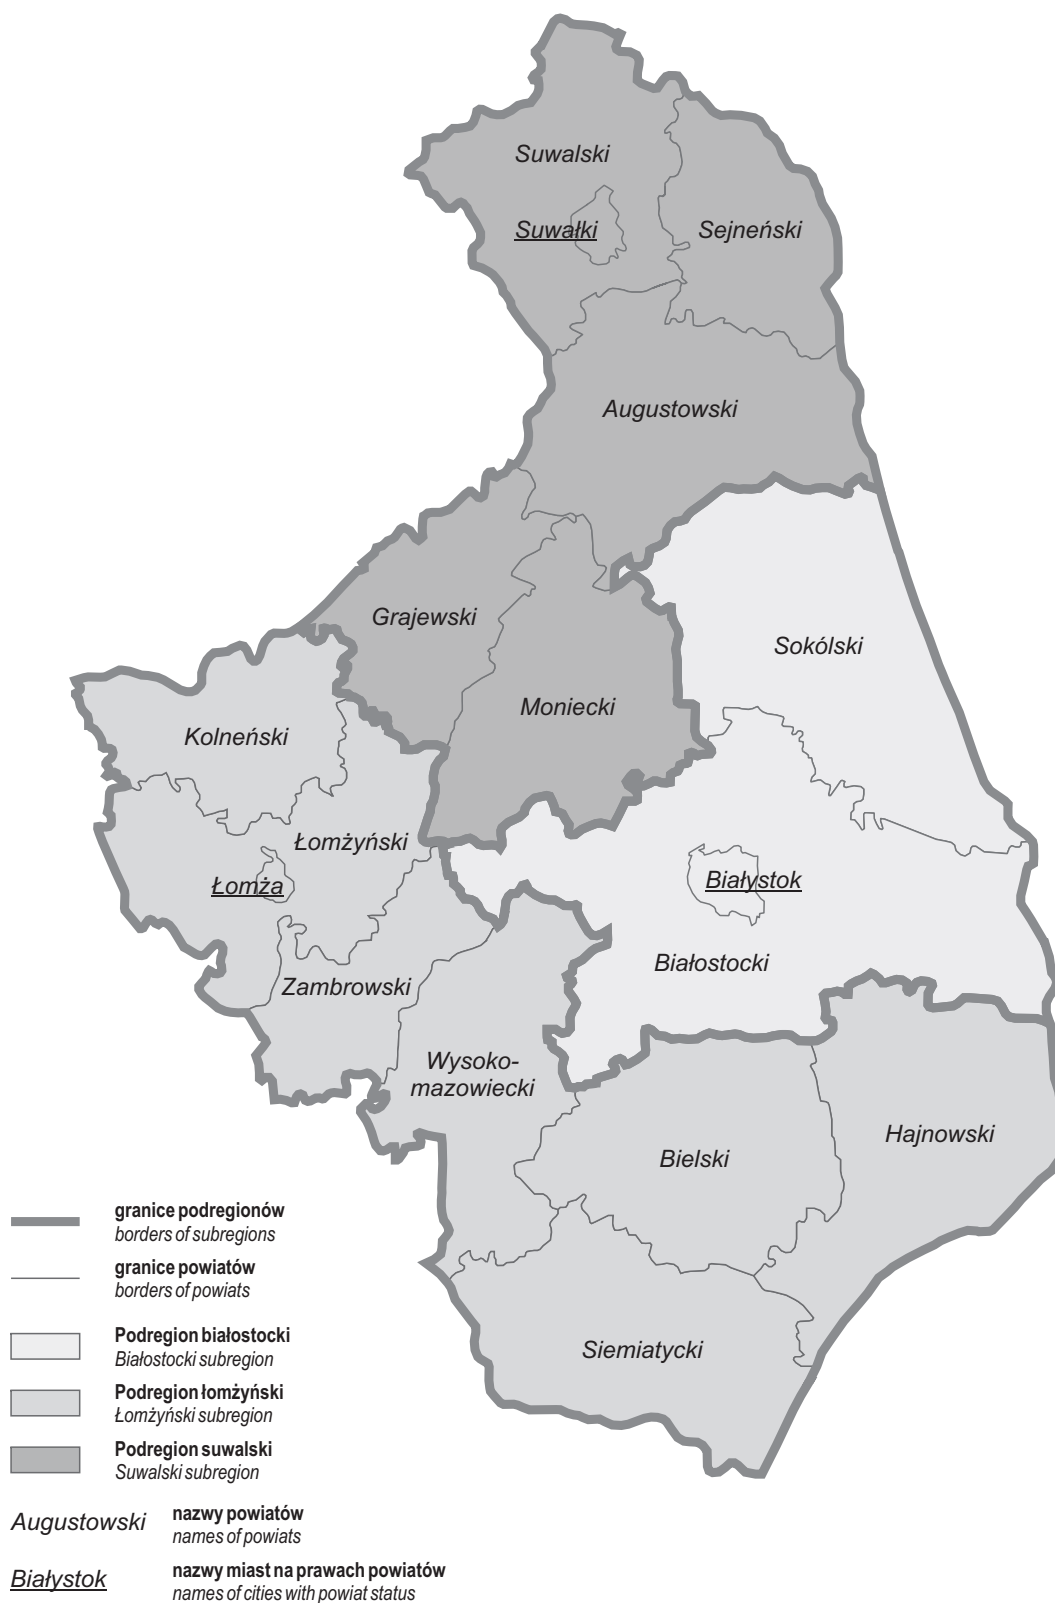 Suwalski
Suwałki
Sejneński
Augustowski
Grajewski
Sokólski
Moniecki
Kolneński
Łomżyński
Łomża
Białystok
Białostocki
Zambrowski
Wysoko-
mazowiecki
Hajnowski
Bielski
Siemiatycki
granice podregionów
borders of subregions
granice powiatów
borders of powiats
Podregion białostocki
Białostocki subregion
Podregion łomżyński
Łomżyński subregion
Podregion suwalski
Suwalski subregion
Augustowski
nazwy powiatów
names of powiats
Białystok
nazwy miast na prawach powiatów
names of cities with powiat status